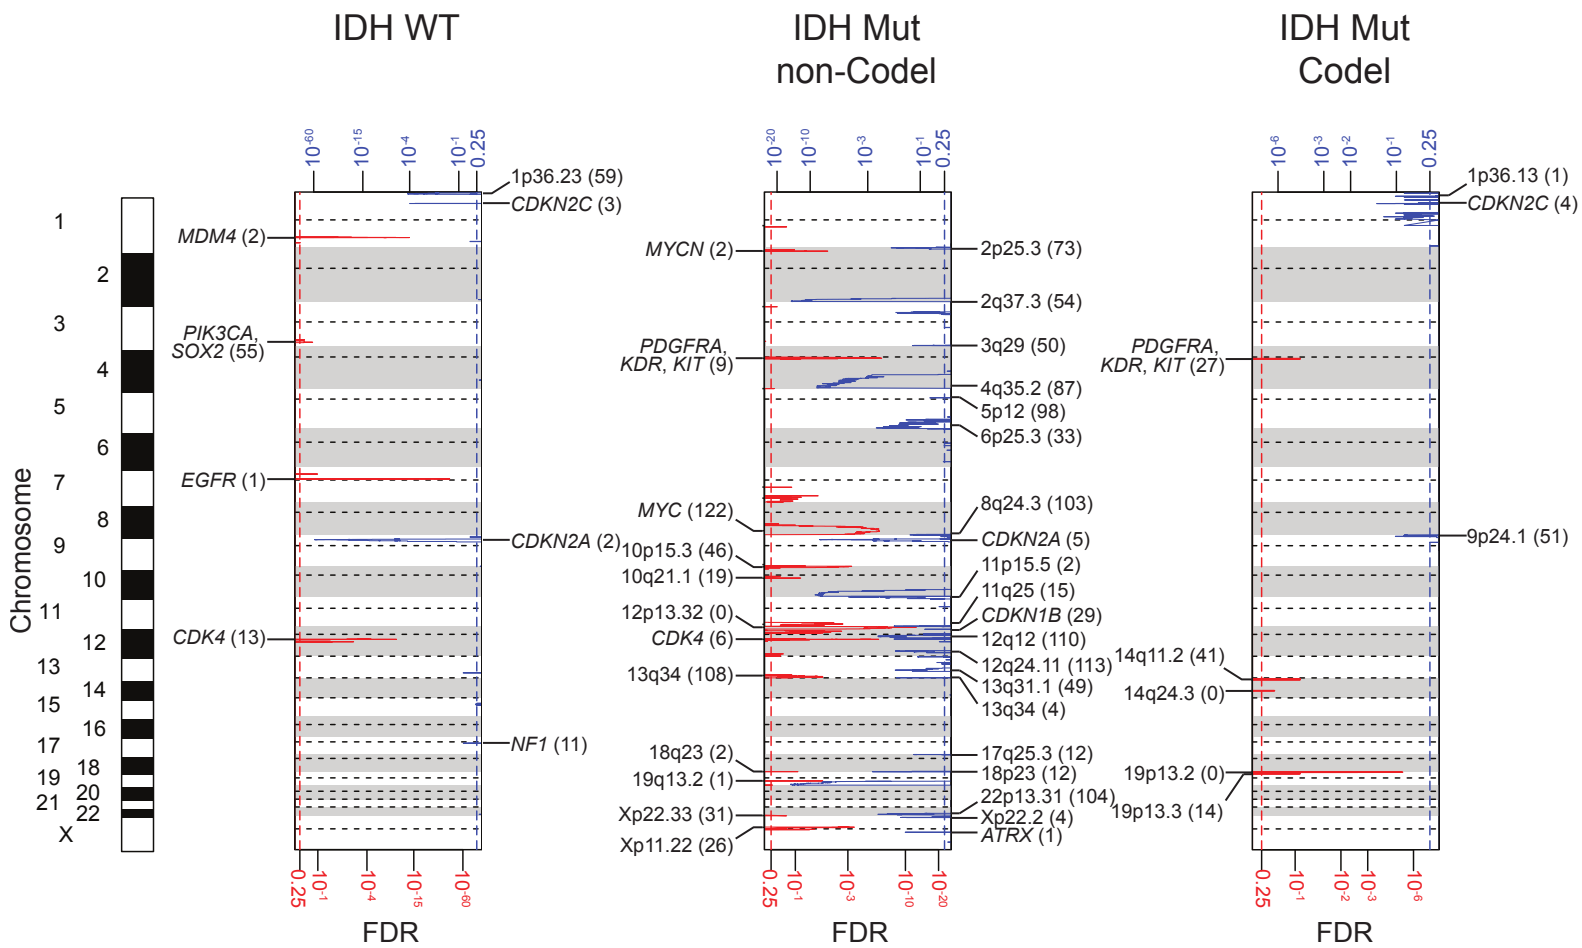 IDH WT
IDH Mut
non-Codel
IDH Mut
Codel
10-60
10-15
10-4
10-1
0.25
10-20
10-10
10-3
0.25
10-6
10-3
10-2
10-1
0.25
Chromosome
1
2
3
4
5
6
7
8
9
10
11
12
13
14
15
16
17
18
19
20
21
22
X
MDM4 (2)
PIK3CA,
SOX2 (55)
EGFR (1)
CDK4 (13)
1p36.23 (59)
CDKN2C (3)
CDKN2A (2)
NF1 (11)
MYCN (2)
PDGFRA,
KDR, KIT (9)
MYC (122)
10p15.3 (46)
10q21.1 (19)
12p13.32 (0)
CDK4 (6)
13q34 (108)
18q23 (2)
19q13.2 (1)
Xp22.33 (31)
Xp11.22 (26)
2p25.3 (73)
2q37.3 (54)
3q29 (50)
4q35.2 (87)
5p12 (98)
6p25.3 (33)
8q24.3 (103)
CDKN2A (5)
11p15.5 (2)
11q25 (15)
CDKN1B (29)
12q12 (110)
12q24.11 (113)
13q31.1 (49)
13q34 (4)
17q25.3 (12)
18p23 (12)
22p13.31 (104)
Xp22.2 (4)
ATRX (1)
PDGFRA,
KDR, KIT (27)
14q11.2 (41)
14q24.3 (0)
19p13.2 (0)
19p13.3 (14)
1p36.13 (1)
CDKN2C (4)
9p24.1 (51)
0.25
10-1
10-4
10-15
10-60
0.25
10-1
10-3
10-10
10-20
0.25
10-1
10-2
10-3
10-6
FDR
FDR
FDR